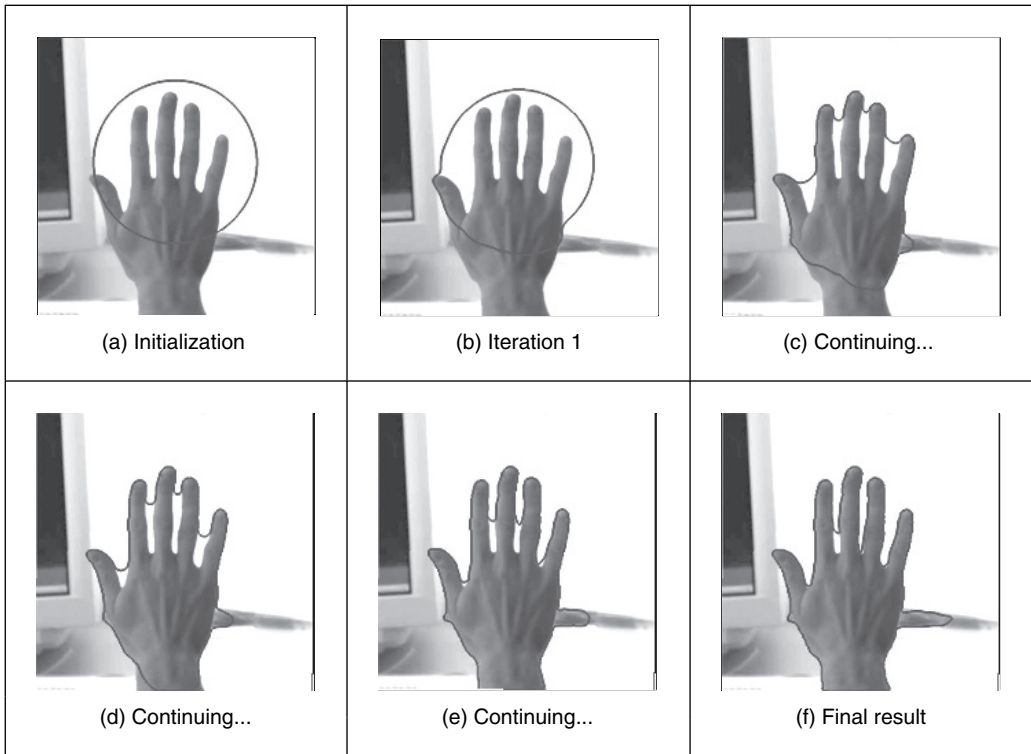 (a) Initialization
(b) Iteration 1
(c) Continuing...
(d) Continuing...
(e) Continuing...
(f) Final result